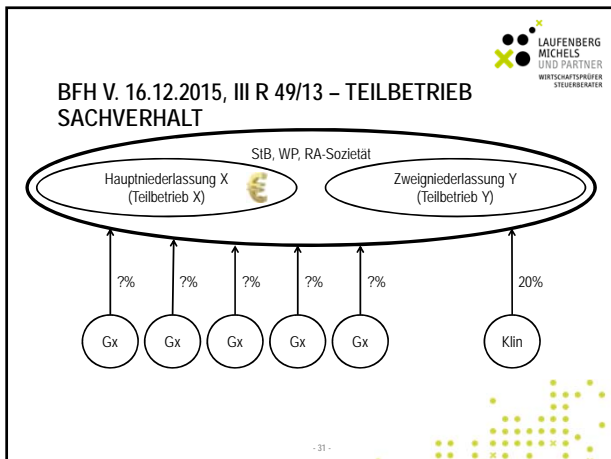 LAUFENBERG
MICHELS
UND PARTNER
WIRTSCHAFTSPRÜFER
STEUERBERATER
BFH V. 16.12.2015, III R 49/13 – TEILBETRIEB
SACHVERHALT
StB, WP, RA-Sozietät
Hauptniederlassung X
(Teilbetrieb X)
€
Zweigniederlassung Y
(Teilbetrieb Y)
?% ?% ?% ?% ?% 20%
Gx Gx Gx Gx Gx Klin
- 31 -